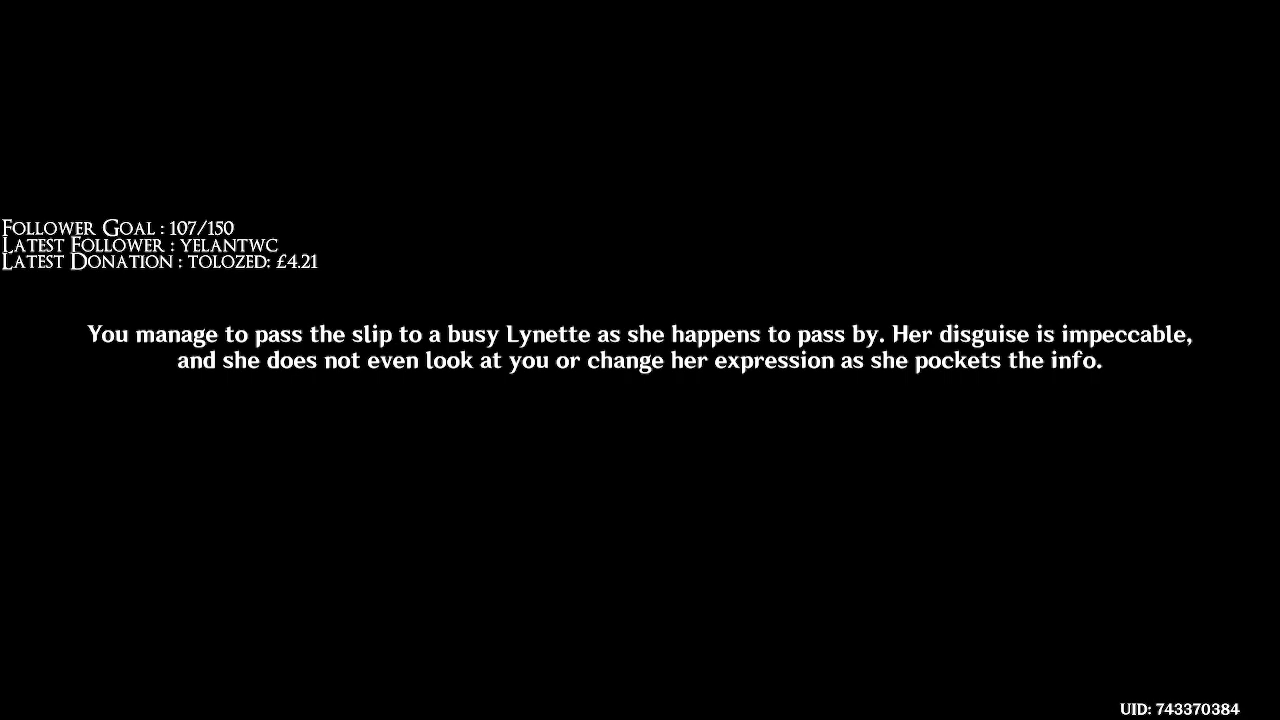 Follower Goal : 107/150
Latest Follower : yelantwc
Latest Donation : tolozed: £4.21
You manage to pass the slip to a busy Lynette as she happens to pass by. Her disguise is impeccable,
and she does not even look at you or change her expression as she pockets the info.
UID: 743370384